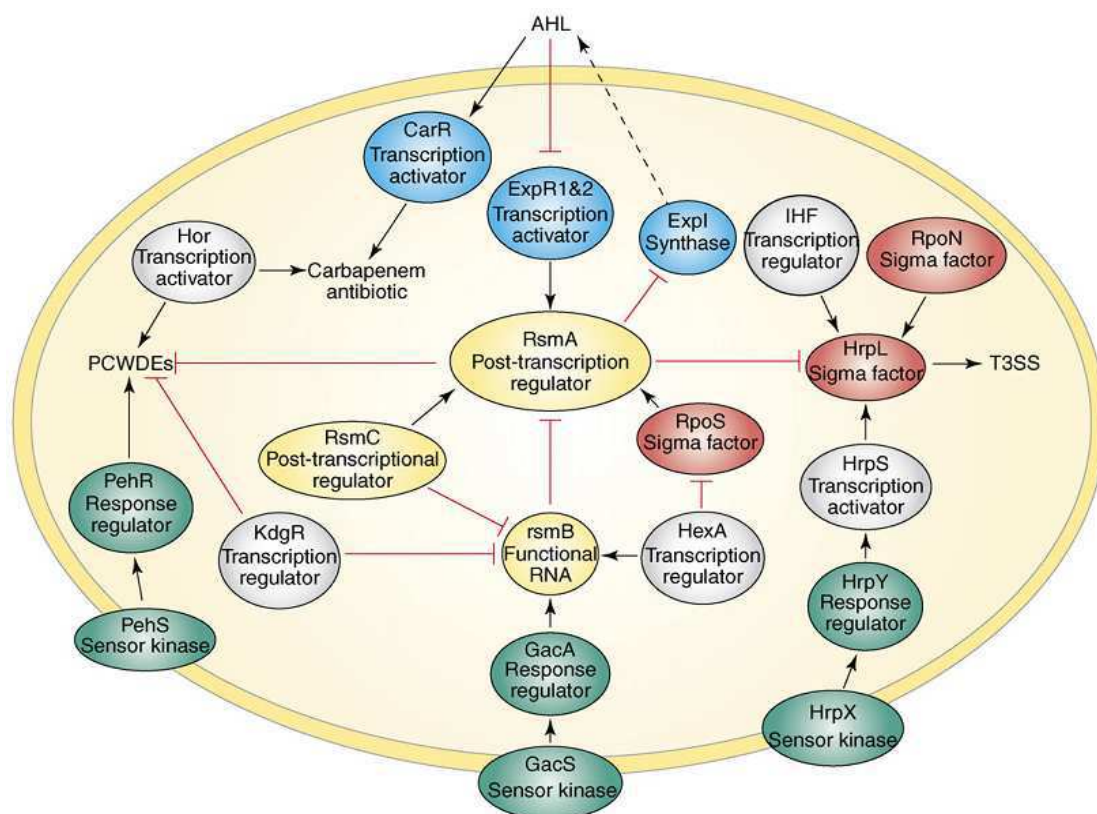 AHL
CarR
Transcription
activator
ExpR1&2
Transcription
activator
ExpI
Synthase
IHF
Transcription
regulator
RpoN
Sigma factor
Hor
Transcription
activator
Carbapenem
antibiotic
PCWDEs
RsmA
Post-transcription
regulator
HrpL
Sigma factor
T3SS
RsmC
Post-transcriptional
regulator
RpoS
Sigma factor
PehR
Response
regulator
HrpS
Transcription
activator
KdgR
Transcription
regulator
rsmB
Functional
RNA
HexA
Transcription
regulator
HrpY
Response
regulator
PehS
Sensor kinase
GacA
Response
regulator
HrpX
Sensor kinase
GacS
Sensor kinase